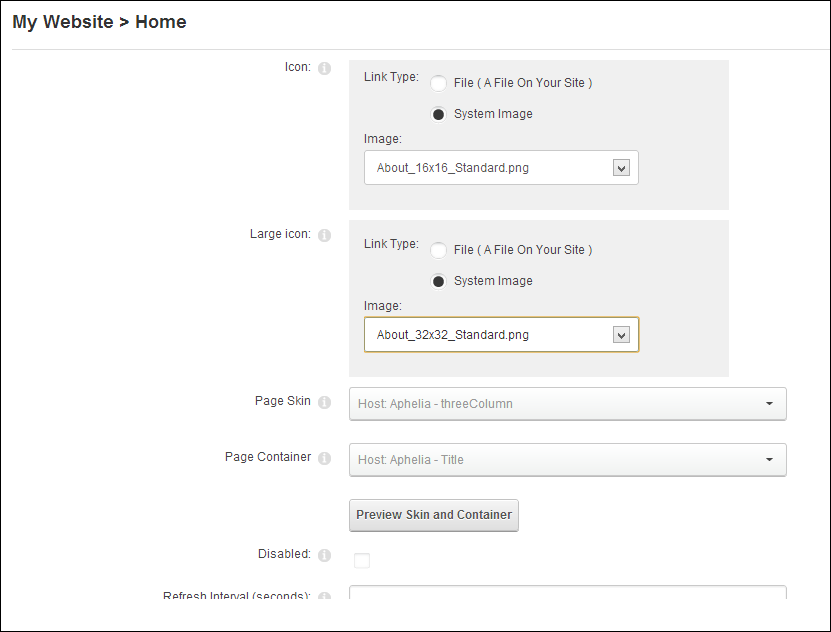 My Website > Home
Icon:
Link Type:
File ( A File On Your Site )
System Image
Image:
About_16x16_Standard.png
Large icon:
Link Type:
File ( A File On Your Site )
System Image
Image:
About_32x32_Standard.png
Page Skin
Host: Aphelia - threeColumn
Page Container
Host: Aphelia - Title
Preview Skin and Container
Disabled:
Refresh Interval (seconds):